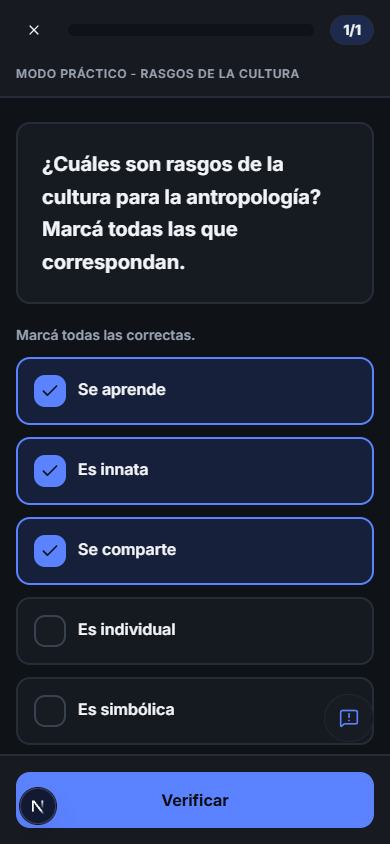 1/1
MODO PRÁCTICO - RASGOS DE LA CULTURA
¿Cuáles son rasgos de la
cultura para la antropología?
Marcá todas las que
correspondan.
Marcá todas las correctas.
Se aprende
Es innata
Se comparte
Es individual
Es simbólica
Verificar
N